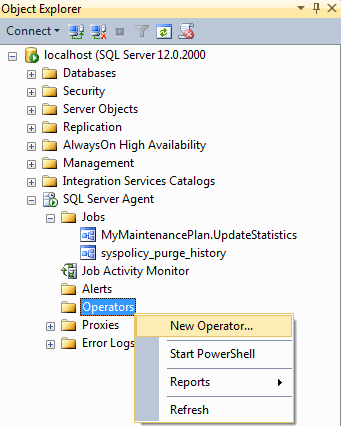 Object Explorer
Connect
localhost (SQL Server 12.0.2000
Databases
Security
Server Objects
Replication
AlwaysOn High Availability
Management
Integration Services Catalogs
SQL Server Agent
Jobs
MyMaintenancePlan.UpdateStatistics
syspolicy_purge_history
Job Activity Monitor
Alerts
Operators
Proxies
Error Logs
New Operator...
Start PowerShell
Reports
Refresh